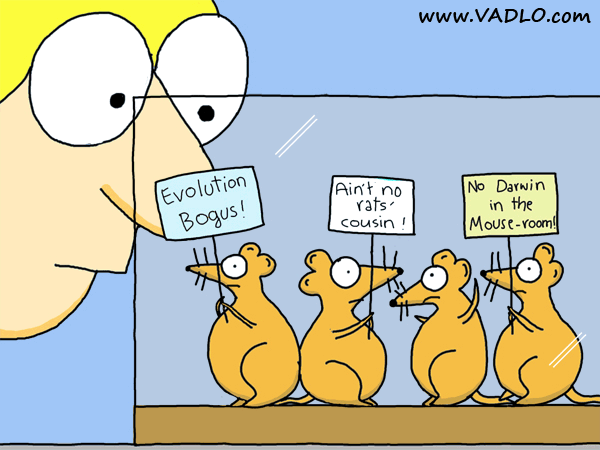 www.VADLO.com
Evolution
Bogus!
Ain't no
rats'
cousin!
No Darwin
in the
Mouse-room!